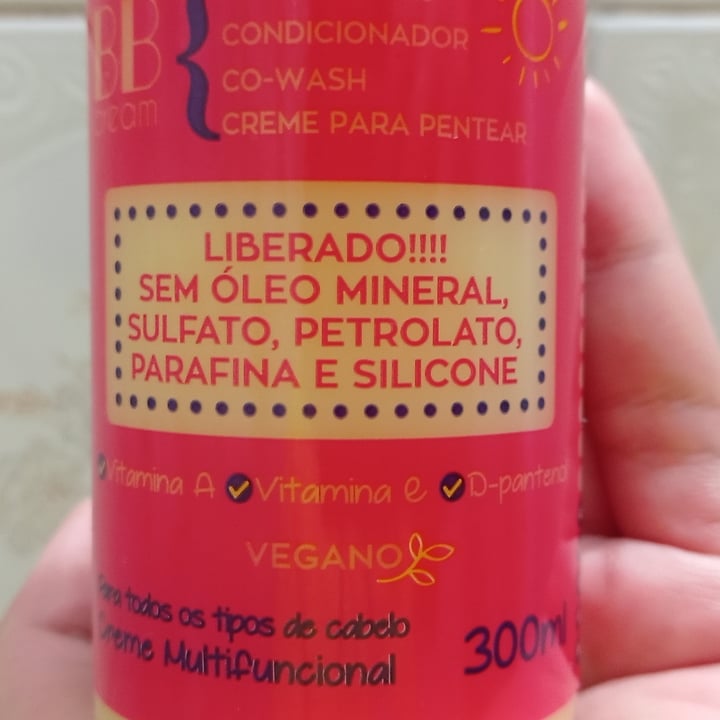 BB
cream
CONDICIONADOR
CO-WASH
CREME PARA PENTEAR
LIBERADO!!!!
SEM ÓLEO MINERAL,
SULFATO, PETROLATO,
PARAFINA E SILICONE
Vitamina A Vitamina e D-pantenol
VEGANO
Para todos os tipos de cabelo
Creme Multifuncional
300ml